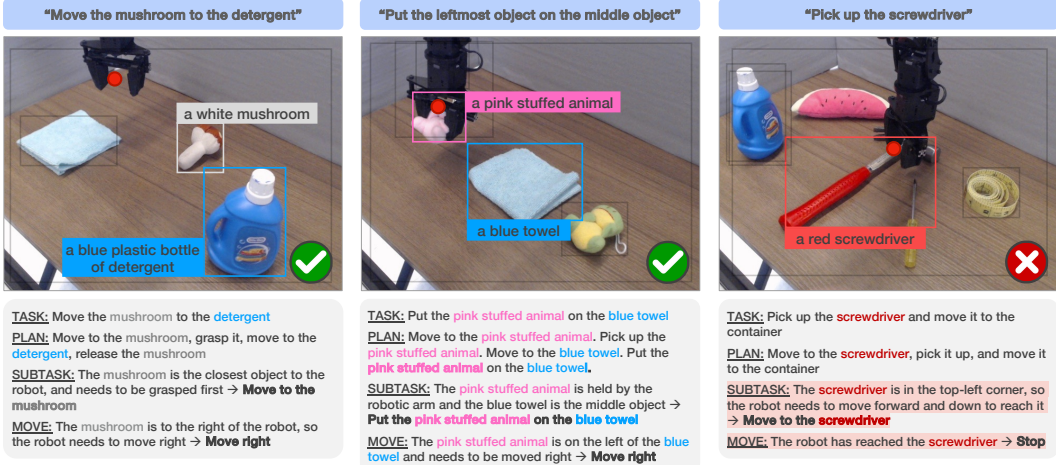 “Move the mushroom to the detergent”
a white mushroom
a blue plastic bottle
of detergent
TASK: Move the mushroom to the detergent
PLAN: Move to the mushroom, grasp it, move to the
detergent, release the mushroom
SUBTASK: The mushroom is the closest object to the
robot, and needs to be grasped first → Move to the
mushroom
MOVE: The mushroom is to the right of the robot, so
the robot needs to move right → Move right
“Put the leftmost object on the middle object”
a pink stuffed animal
a blue towel
TASK: Put the pink stuffed animal on the blue towel
PLAN: Move to the pink stuffed animal. Pick up the
pink stuffed animal. Move to the blue towel. Put the
pink stuffed animal on the blue towel.
SUBTASK: The pink stuffed animal is held by the
robotic arm and the blue towel is the middle object →
Put the pink stuffed animal on the blue towel
MOVE: The pink stuffed animal is on the left of the blue
towel and needs to be moved right → Move right
“Pick up the screwdriver”
a red screwdriver
TASK: Pick up the screwdriver and move it to the
container
PLAN: Move to the screwdriver, pick it up, and move it
to the container
SUBTASK: The screwdriver is in the top-left corner, so
the robot needs to move forward and down to reach it
→ Move to the screwdriver
MOVE: The robot has reached the screwdriver → Stop